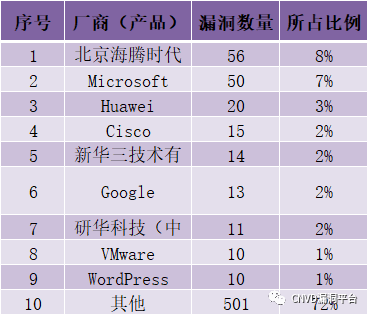 序号 厂商（产品） 漏洞数量 所占比例
1 北京海腾时代 56 8%
2 Microsoft 50 7%
3 Huawei 20 3%
4 Cisco 15 2%
5 新华三技术有 14 2%
6 Google 13 2%
7 研华科技（中 11 2%
8 VMware 10 1%
9 WordPress 10 1%
10 其他 501 72%
CNVD漏洞平台